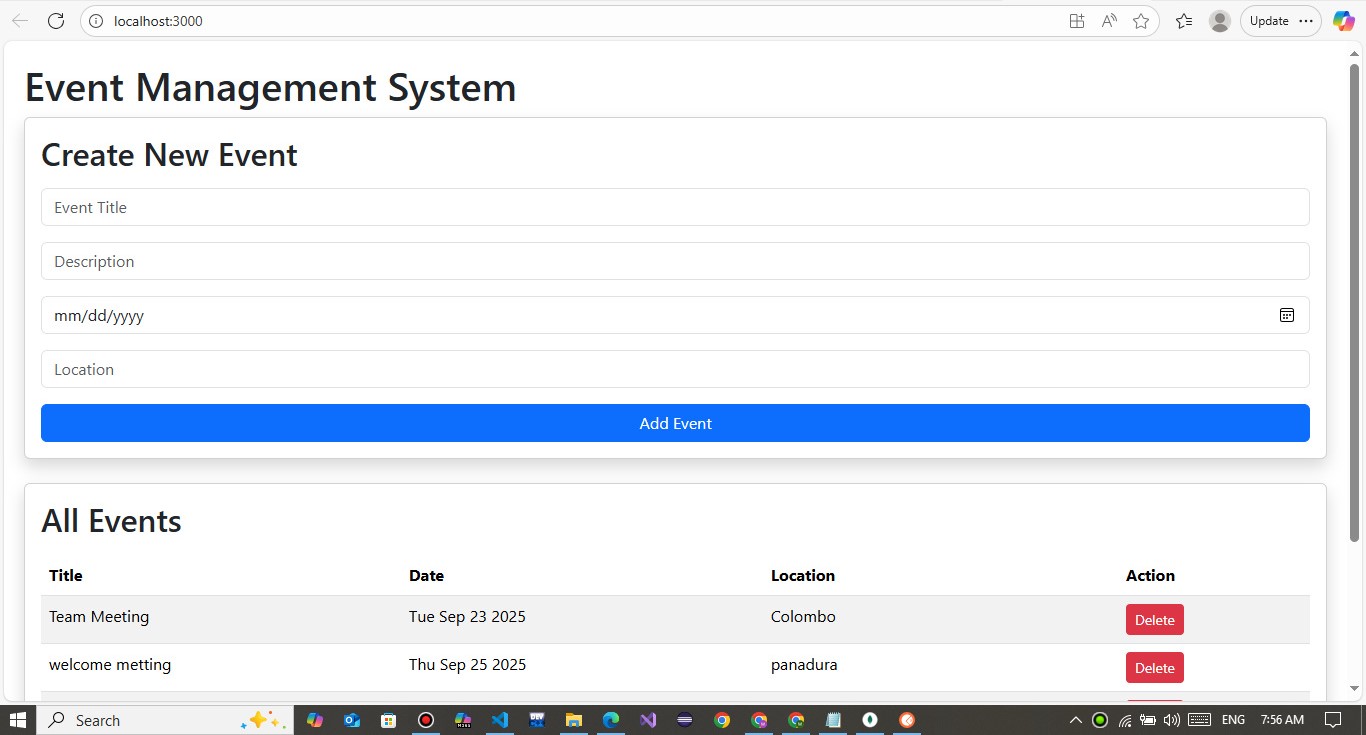 localhost:3000
Update
Event Management System
Create New Event
Event Title
Description
mm/dd/yyyy
Location
Add Event
All Events
Title Date Location Action
Team Meeting Tue Sep 23 2025 Colombo Delete
welcome metting Thu Sep 25 2025 panadura Delete
Search
ENG
7:56 AM